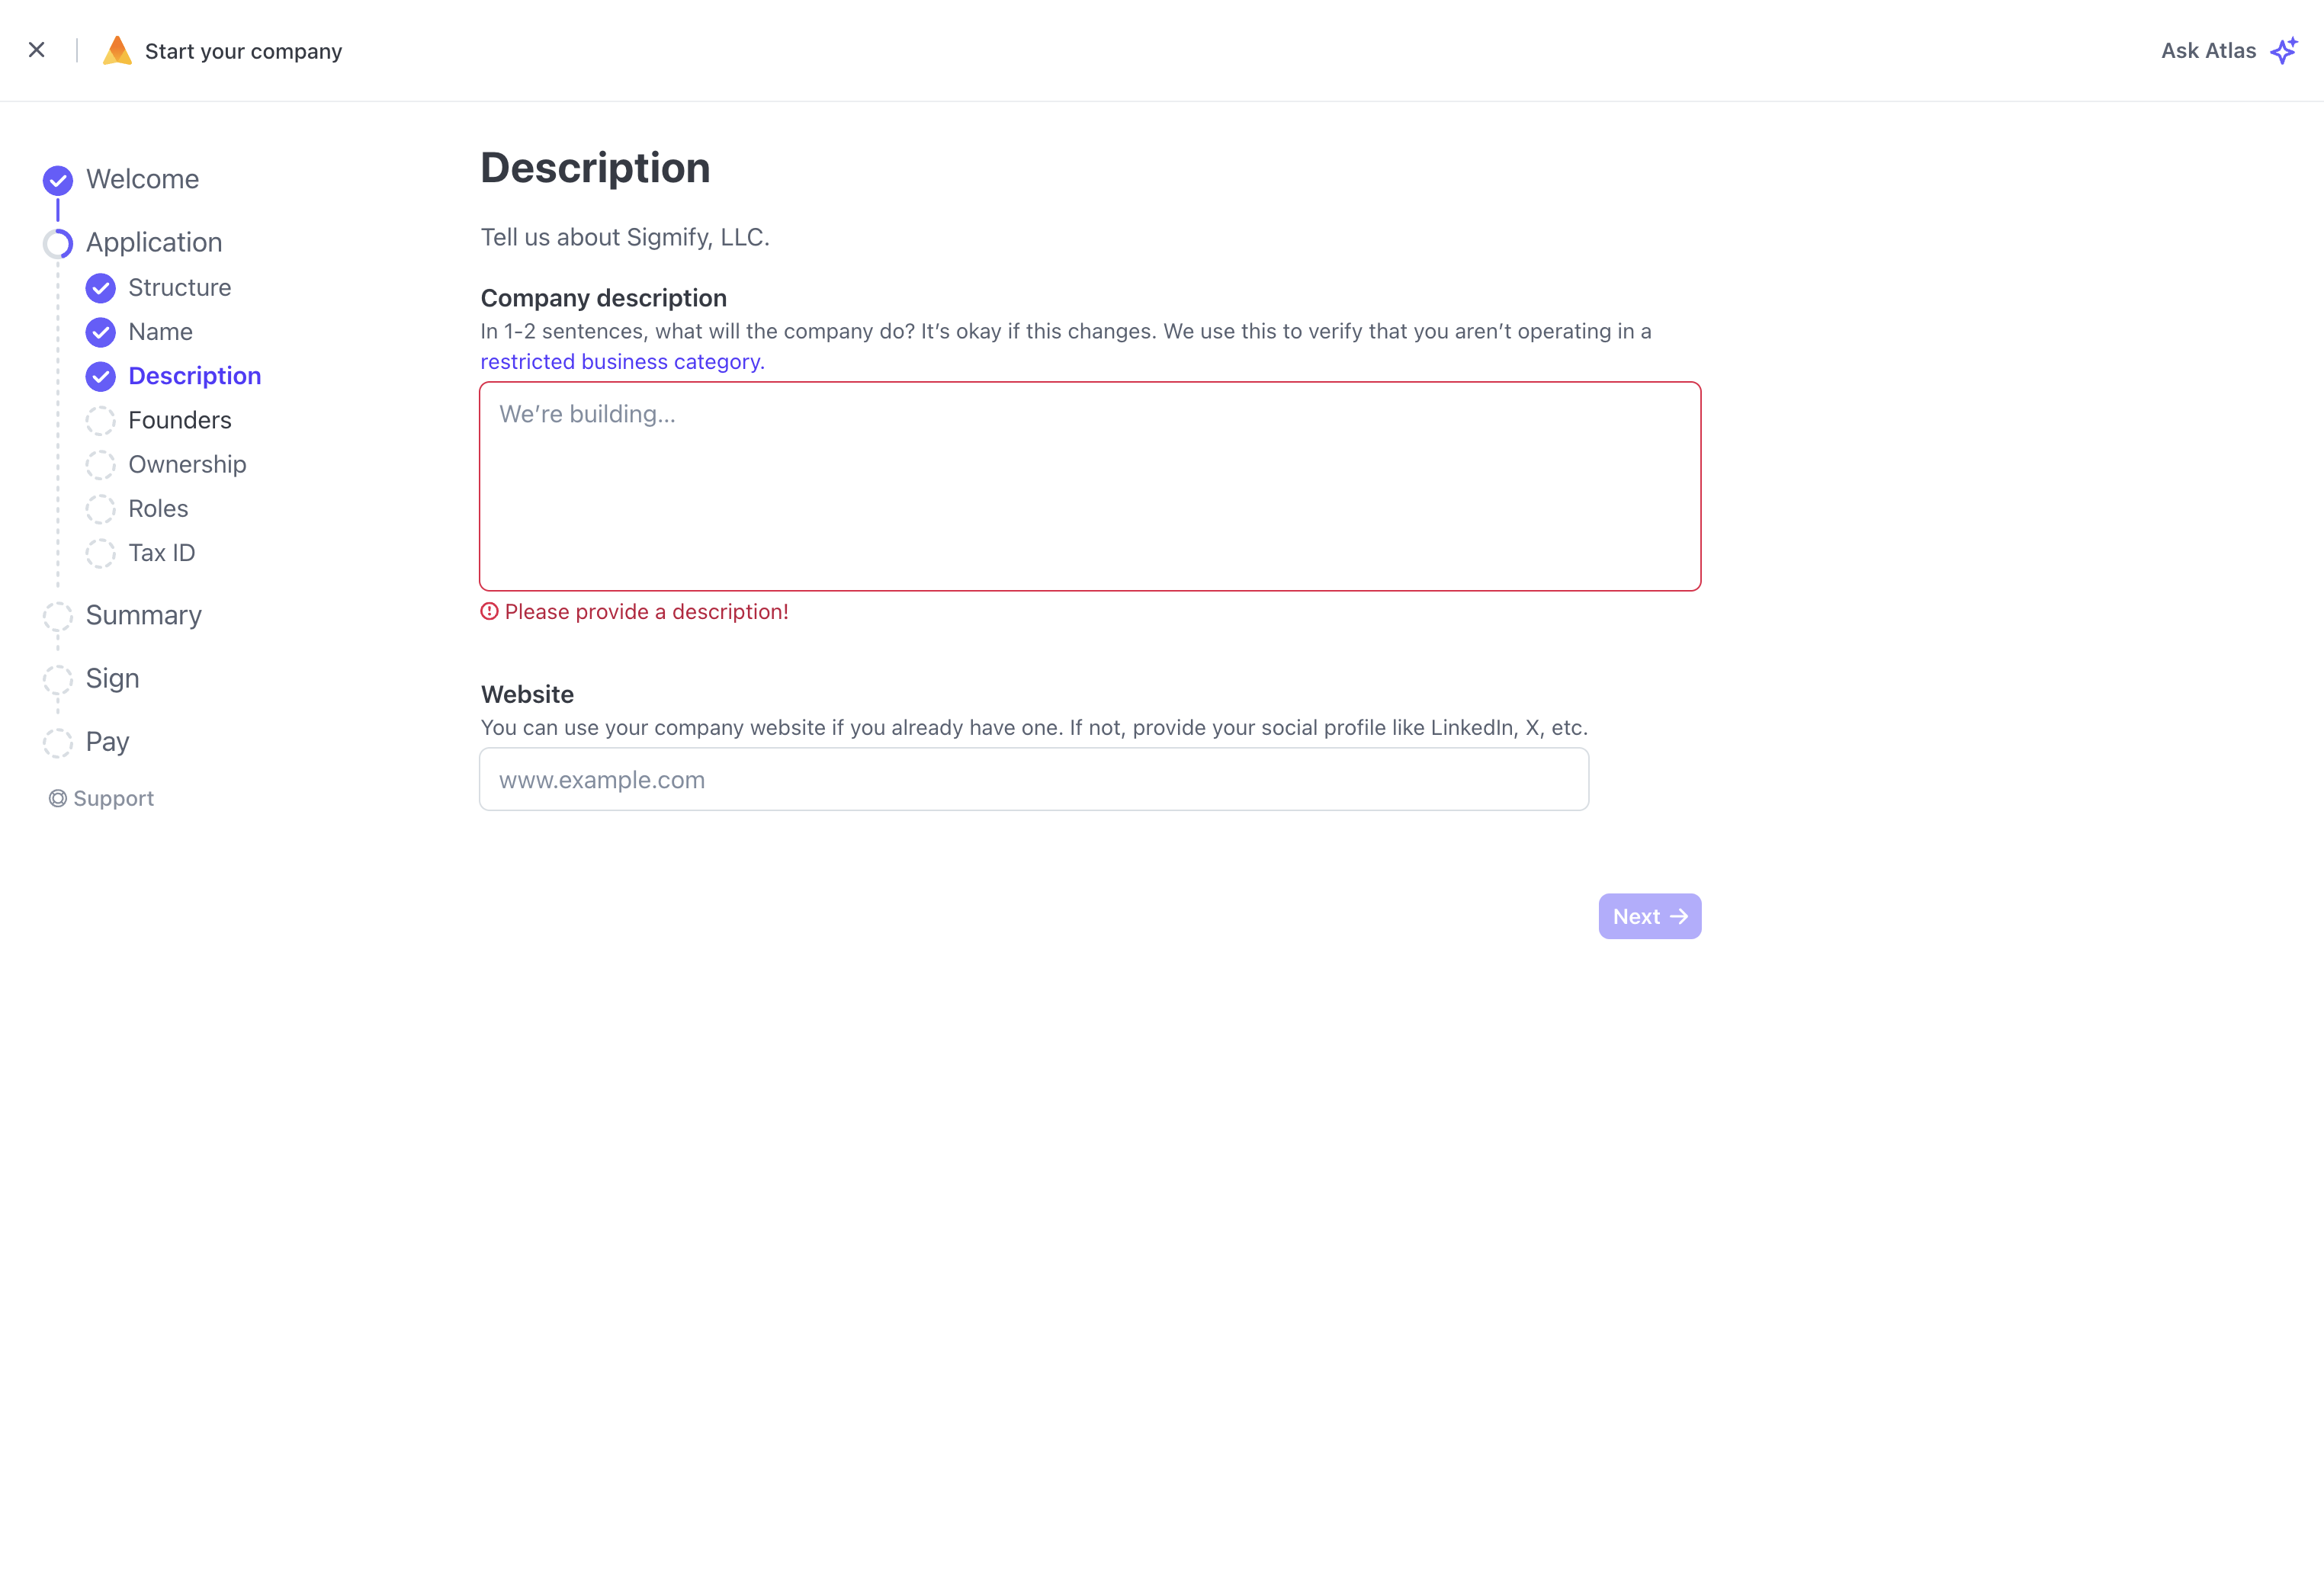 Start your company
Ask Atlas
Welcome
Application
Structure
Name
Description
Founders
Ownership
Roles
Tax ID
Summary
Sign
Pay
Support
Description
Tell us about Sigmify, LLC.
Company description
In 1-2 sentences, what will the company do? It’s okay if this changes. We use this to verify that you aren’t operating in a
restricted business category.
We’re building...
Please provide a description!
Website
You can use your company website if you already have one. If not, provide your social profile like LinkedIn, X, etc.
www.example.com
Next